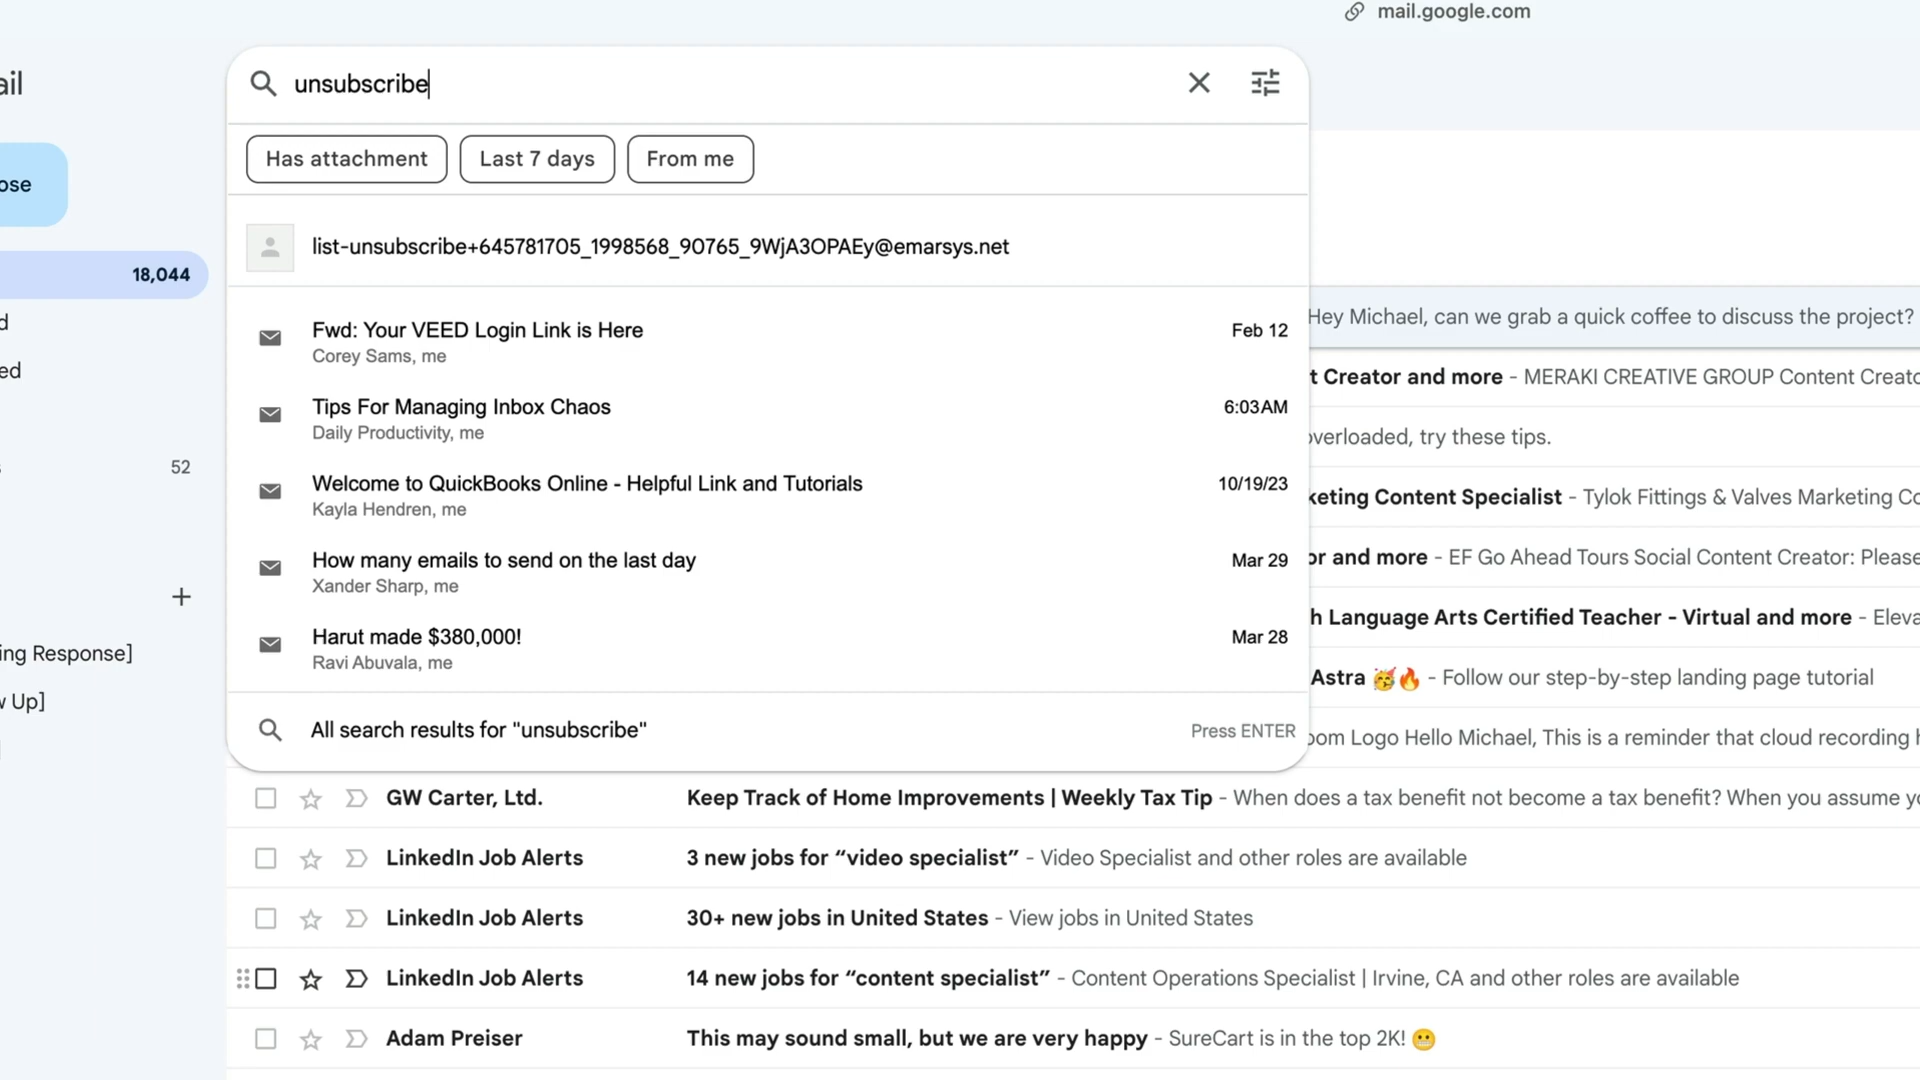 mail.google.com
ail
unsubscribe
Has attachment
Last 7 days
From me
ose
list-unsubscribe+645781705_1998568_90765_9WjA3OPAEy@emarsys.net
18,044
Fwd: Your VEED Login Link is Here
Feb 12
Corey Sams, me
Hey Michael, can we grab a quick coffee to discuss the project?
d
ed
t Creator and more - MERAKI CREATIVE GROUP Content Creato
Tips For Managing Inbox Chaos
6:03 AM
Daily Productivity, me
overloaded, try these tips.
s
52
Welcome to QuickBooks Online - Helpful Link and Tutorials
10/19/23
Kayla Hendren, me
keting Content Specialist - Tylok Fittings & Valves Marketing Co
How many emails to send on the last day
Mar 29
Xander Sharp, me
or and more - EF Go Ahead Tours Social Content Creator: Please
h Language Arts Certified Teacher - Virtual and more - Eleva
Harut made $380,000!
Mar 28
Ravi Abuvala, me
ing Response]
Astra 🥳🔥 - Follow our step-by-step landing page tutorial
w Up]
All search results for "unsubscribe"
Press ENTER
oom Logo Hello Michael, This is a reminder that cloud recording h
]
GW Carter, Ltd.
Keep Track of Home Improvements | Weekly Tax Tip - When does a tax benefit not become a tax benefit? When you assume yo
LinkedIn Job Alerts
3 new jobs for “video specialist” - Video Specialist and other roles are available
LinkedIn Job Alerts
30+ new jobs in United States - View jobs in United States
LinkedIn Job Alerts
14 new jobs for “content specialist” - Content Operations Specialist | Irvine, CA and other roles are available
Adam Preiser
This may sound small, but we are very happy - SureCart is in the top 2K! 😬